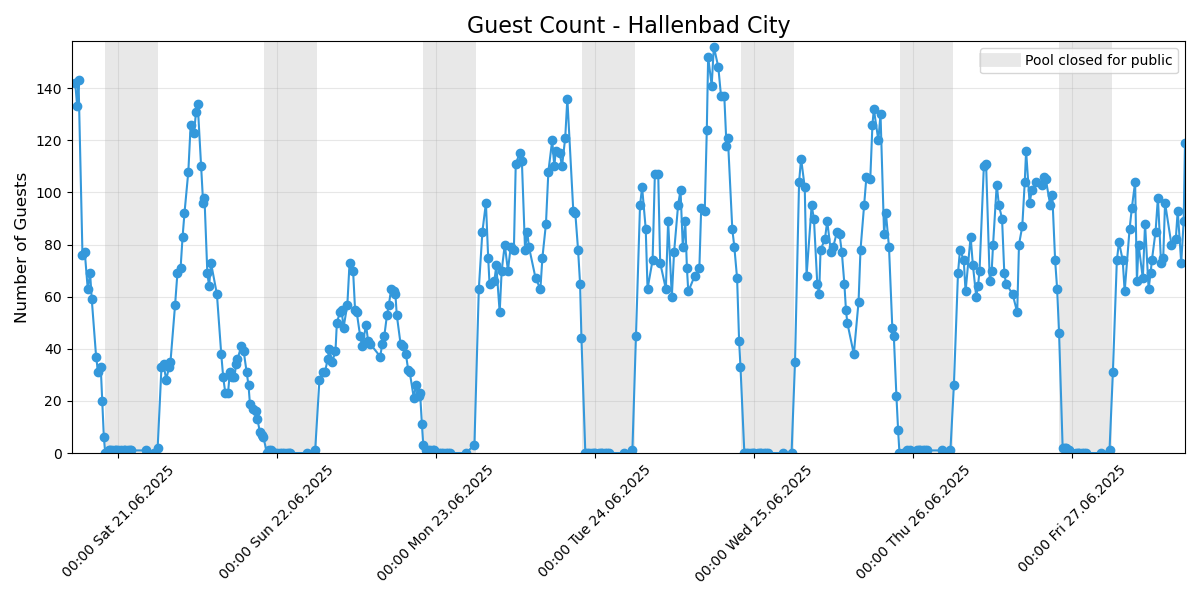 Guest Count - Hallenbad City
Pool closed for public
Number of Guests
140
120
100
80
60
40
20
0
00:00 Sat 21.06.2025
00:00 Sun 22.06.2025
00:00 Mon 23.06.2025
00:00 Tue 24.06.2025
00:00 Wed 25.06.2025
00:00 Thu 26.06.2025
00:00 Fri 27.06.2025